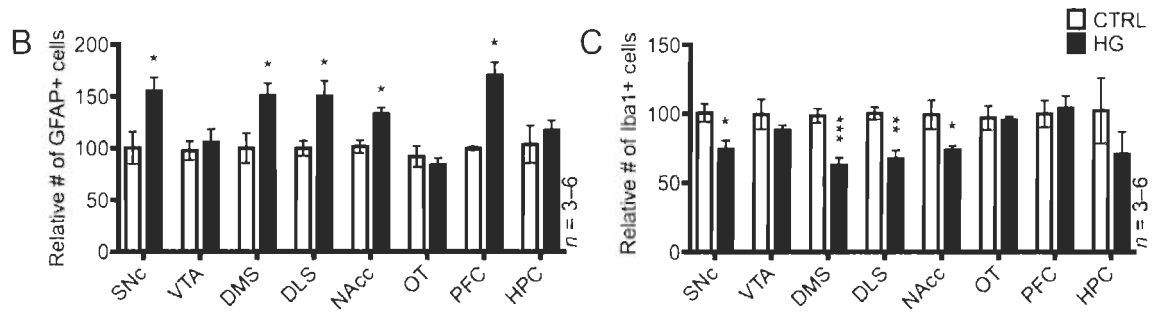 B
Relative # of GFAP+ cells
200
150
100
50
0
*
*
*
*
*
SNc
VTA
DMS
DLS
NAcc
OT
PFC
HPC
n = 3–6
C
CTRL
HG
Relative # of Iba1+ cells
150
100
50
0
*
***
**
*
SNc
VTA
DMS
DLS
NAcc
OT
PFC
HPC
n = 3–6